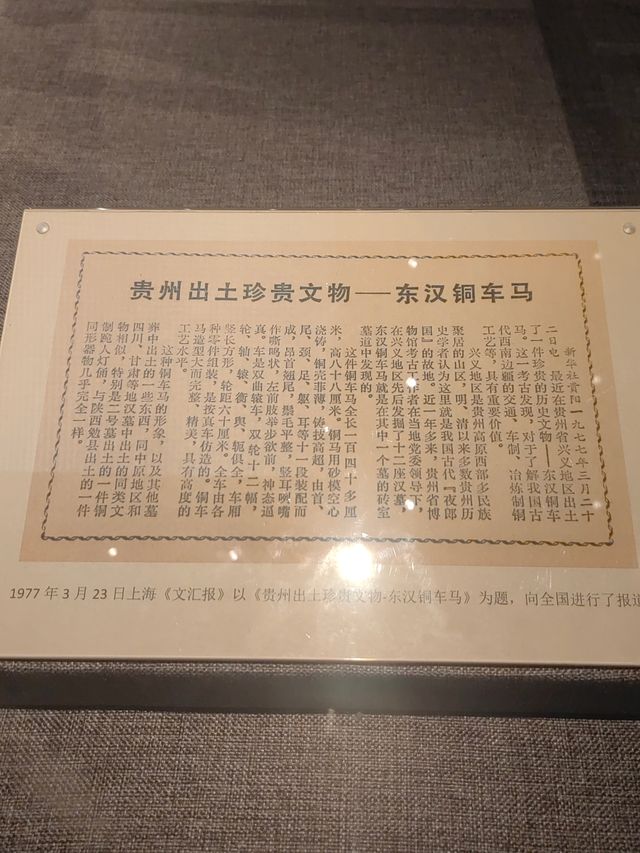 贵州出土珍贵文物——东汉铜车马
新华社贵阳一九七七年三月二十
二日电 最近在贵州省兴义地区出土
了一件珍贵的历史文物——东汉铜车
马。这一考古发现，对于了解我国古
代西南边疆的交通、车制、冶炼制铜
工艺等，具有重要价值。
兴义地区是贵州高原西部多民族
聚居的山区，明、清以来多数贵州历
史学者认为这里就是我国古代『夜郎
国』的故地。近一年多来，贵州省博
物馆考古工作者在当地党委领导下，
在兴义地区先后发掘了十二座汉墓，
东汉铜车马就是在其中一个墓的砖室
墓道中发现的。
这件铜车马全长一百四十多厘
米，高八十八厘米。铜马用砂模空心
浇铸，铜壳菲薄，铸技高超，由首、
尾、颈、足、躯、耳等十一段装配而
成，昂首翘尾，鬃毛平整，竖耳嘴
作嘶鸣状，左前肢举步欲前，神态逼
真。车是双曲辕车，双轮十二幅，
轮、轴、辕、衡、舆、轭俱全，车厢
竖长方形，轮距六十厘米。全车由各
种零件组装，是按真车仿造的。铜车
马造型大而完整，精美，具有高度的
工艺水平。
这种铜车马的形象，以及其他墓
葬中出土的一些东西，同中原地区和
四川、甘肃等地汉墓中出土的同类文
物相似，特别是二号墓出土的一件铜
制跪人灯俑，与陕西勉县出土的一件
同形器物几乎完全一样。
1977 年 3 月 23 日上海《文汇报》以《贵州出土珍贵文物-东汉铜车马》为题，向全国进行了报道